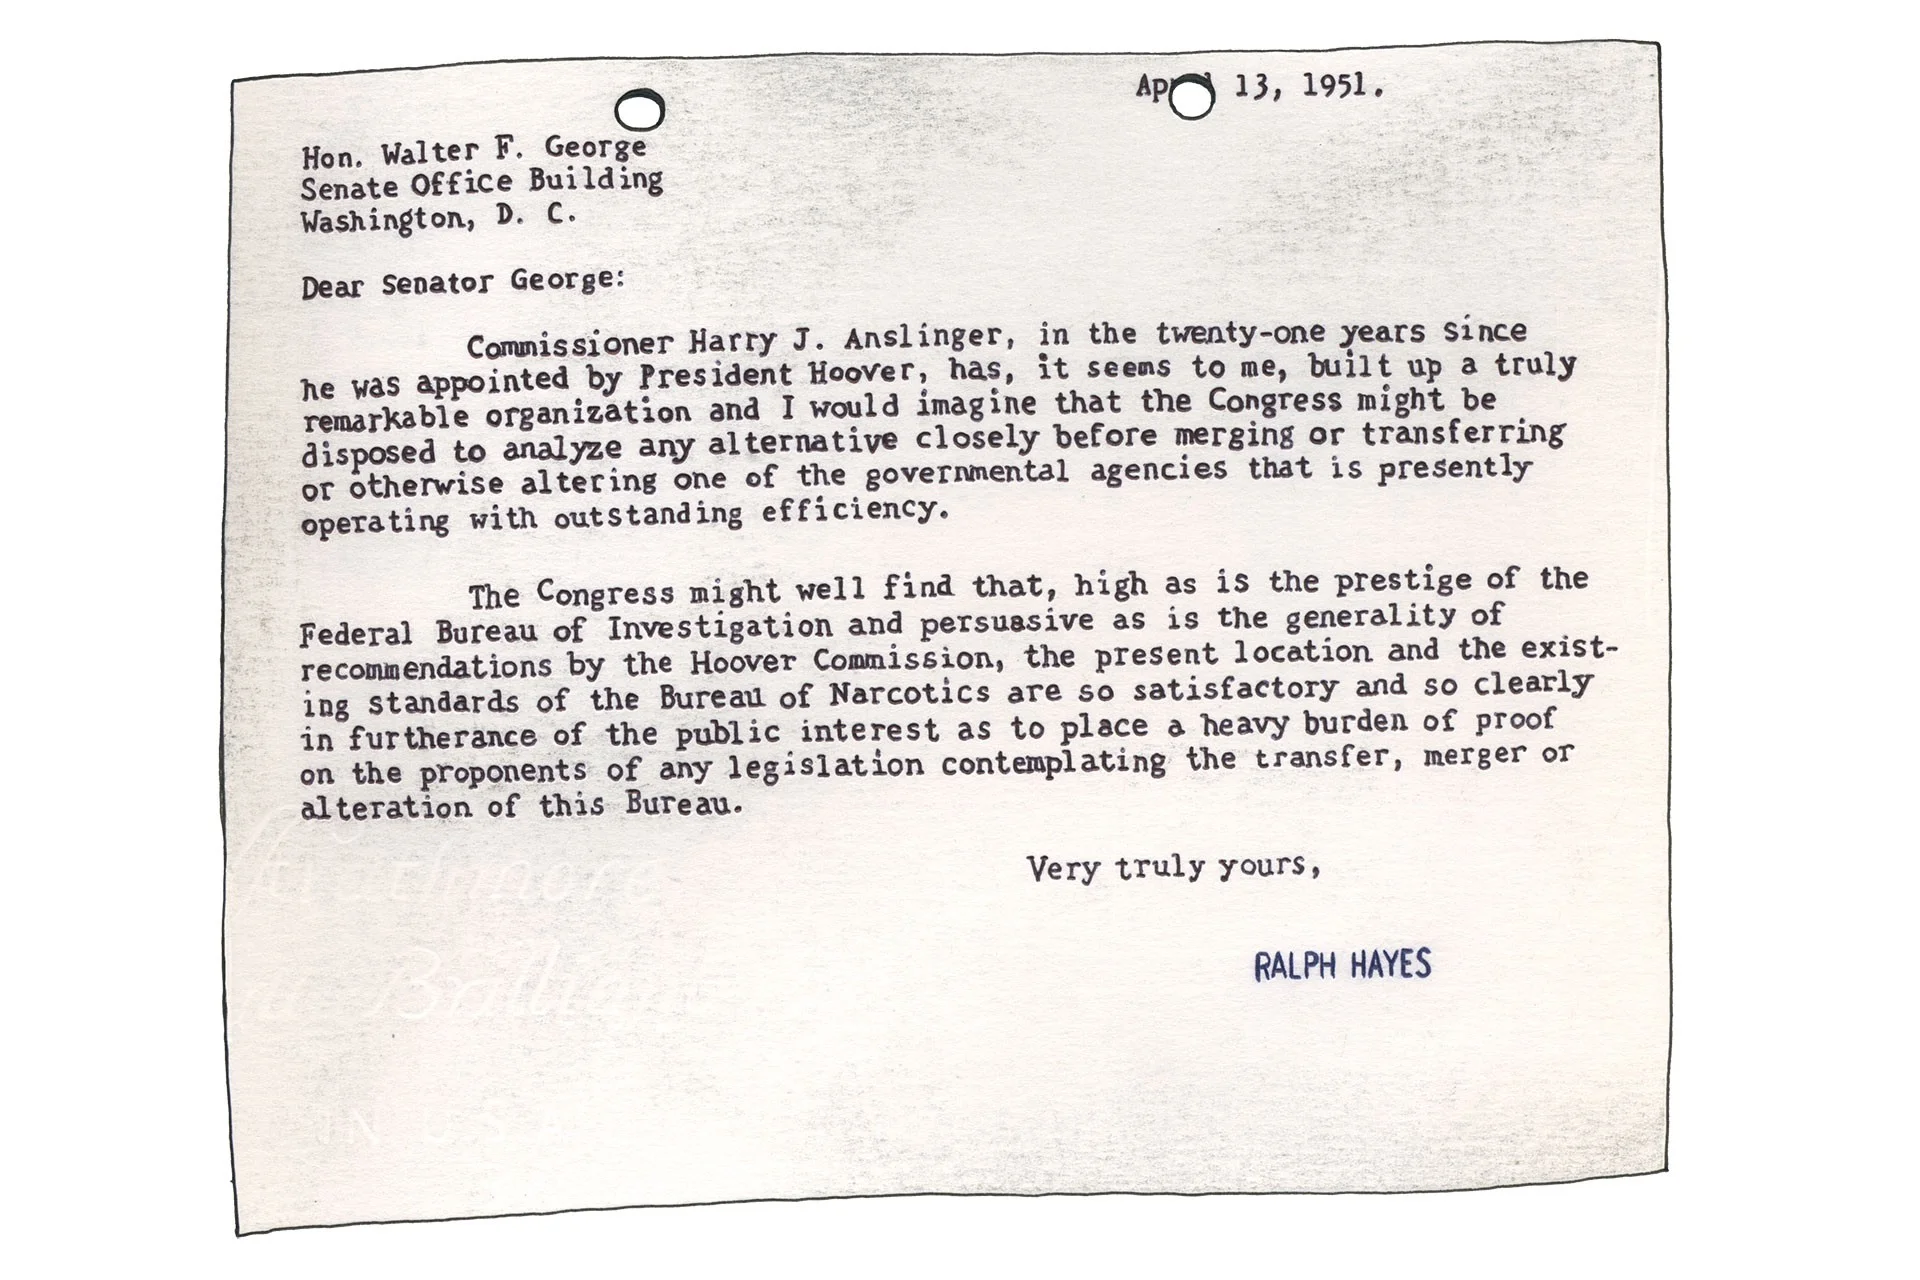 April 13, 1951.
Hon. Walter F. George
Senate Office Building
Washington, D. C.
Dear Senator George:
Commissioner Harry J. Anslinger, in the twenty-one years since
he was appointed by President Hoover, has, it seems to me, built up a truly
remarkable organization and I would imagine that the Congress might be
disposed to analyze any alternative closely before merging or transferring
or otherwise altering one of the governmental agencies that is presently
operating with outstanding efficiency.
The Congress might well find that, high as is the prestige of the
Federal Bureau of Investigation and persuasive as is the generality of
recommendations by the Hoover Commission, the present location and the exist-
ing standards of the Bureau of Narcotics are so satisfactory and so clearly
in furtherance of the public interest as to place a heavy burden of proof
on the proponents of any legislation contemplating the transfer, merger or
alteration of this Bureau.
Very truly yours,
RALPH HAYES
IN U.S.A